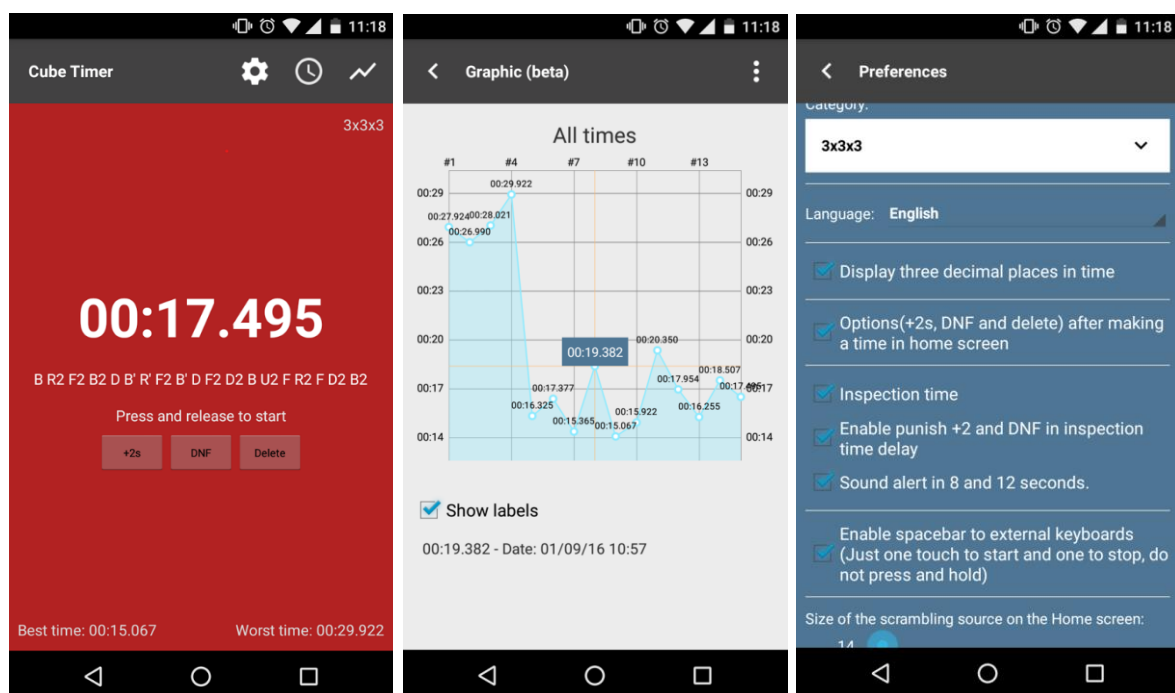 11:18
Cube Timer
3x3x3
00:17.495
B R2 F2 B2 D B' R' F2 B' D F2 D2 B U2 F R2 F D2 B2
Press and release to start
+2s DNF Delete
Best time: 00:15.067 Worst time: 00:29.922
11:18
Graphic (beta)
All times
#1 #4 #7 #10 #13
00:29.922
00:29 00:29
00:27.924 00:28.021
00:26.990
00:26 00:26
00:23 00:23
00:20 00:20
00:20.350
00:19.382
00:18.507
00:17.954
00:17.377
00:17 00:17.495 00:17
00:16.325 00:15.922 00:16.255
00:15.365 00:15.067
00:14 00:14
Show labels
00:19.382 - Date: 01/09/16 10:57
11:18
Preferences
Category:
3x3x3
Language: English
Display three decimal places in time
Options(+2s, DNF and delete) after making
a time in home screen
Inspection time
Enable punish +2 and DNF in inspection
time delay
Sound alert in 8 and 12 seconds.
Enable spacebar to external keyboards
(Just one touch to start and one to stop, do
not press and hold)
Size of the scrambling source on the Home screen:
14